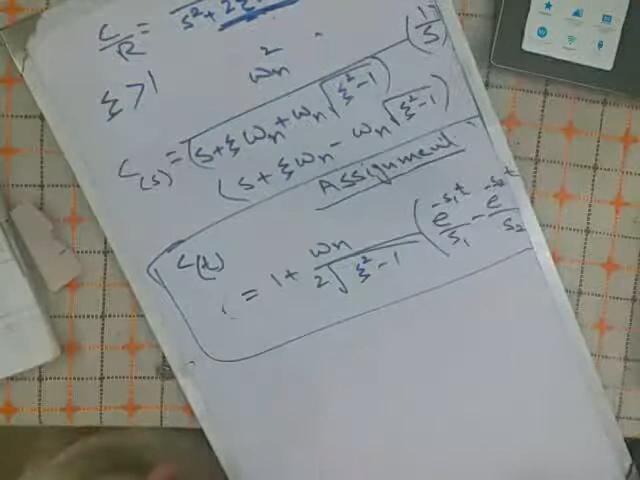 C/R = s² + 2ξ
ξ > 1
C(s) = ωn² / (s + ξωn + ωn√(ξ² - 1)) (s + ξωn - ωn√(ξ² - 1)) (1/s)
Assignment
c(t) = 1 + ωn / 2√(ξ² - 1) (e^-s₁t / s₁ - e^-s₂t / s₂)